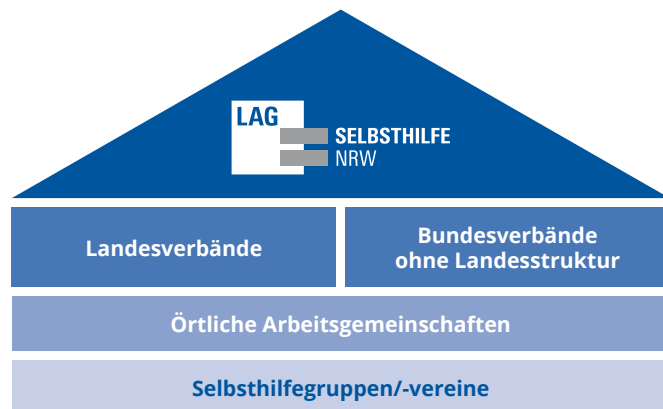 LAG
SELBSTHILFE
NRW
Landesverbände
Bundesverbände
ohne Landesstruktur
Örtliche Arbeitsgemeinschaften
Selbsthilfegruppen/-vereine